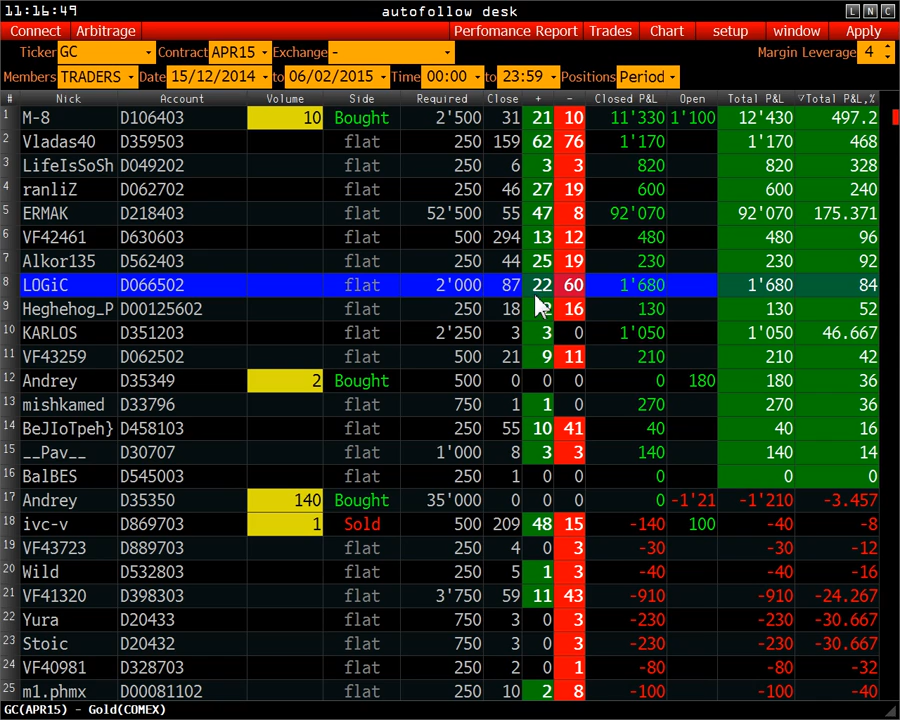 11:16:49 autofollow desk L N C
Connect Arbitrage Perfomance Report Trades Chart setup window Apply
Ticker GC Contract APR15 Exchange - Margin Leverage 4
Members TRADERS Date 15/12/2014 to 06/02/2015 Time 00:00 to 23:59 Positions Period
# Nick Account Volume Side Required Close + - Closed P&L Open Total P&L ▽Total P&L,%
1 M-8 D106403 10 Bought 2'500 31 21 10 11'330 1'100 12'430 497.2
2 Vladas40 D359503 flat 250 159 62 76 1'170 1'170 468
3 LifeIsSoSh D049202 flat 250 6 3 3 820 820 328
4 ranliZ D062702 flat 250 46 27 19 600 600 240
5 ERMAK D218403 flat 52'500 55 47 8 92'070 92'070 175.371
6 VF42461 D630603 flat 500 294 13 12 480 480 96
7 Alkor135 D562403 flat 250 44 25 19 230 230 92
8 LOGiC D066502 flat 2'000 87 22 60 1'680 1'680 84
9 Heghehog_P D00125602 flat 250 18 2 16 130 130 52
10 KARLOS D351203 flat 2'250 3 3 0 1'050 1'050 46.667
11 VF43259 D062502 flat 500 21 9 11 210 210 42
12 Andrey D35349 2 Bought 500 0 0 0 0 180 180 36
13 mishkamed D33796 flat 750 1 1 0 270 270 36
14 BeJIoTpeh} D458103 flat 250 55 10 41 40 40 16
15 __Pav__ D30707 flat 1'000 8 3 3 140 140 14
16 BalBES D545003 flat 250 1 0 0 0 0 0
17 Andrey D35350 140 Bought 35'000 0 0 0 0 -1'21 -1'210 -3.457
18 ivc-v D869703 1 Sold 500 209 48 15 -140 100 -40 -8
19 VF43723 D889703 flat 250 4 0 3 -30 -30 -12
20 Wild D532803 flat 250 5 1 3 -40 -40 -16
21 VF41320 D398303 flat 3'750 59 11 43 -910 -910 -24.267
22 Yura D20433 flat 750 3 0 3 -230 -230 -30.667
23 Stoic D20432 flat 750 3 0 3 -230 -230 -30.667
24 VF40981 D328703 flat 250 2 0 1 -80 -80 -32
25 m1.phmx D00081102 flat 250 10 2 8 -100 -100 -40
GC(APR15) - Gold(COMEX)